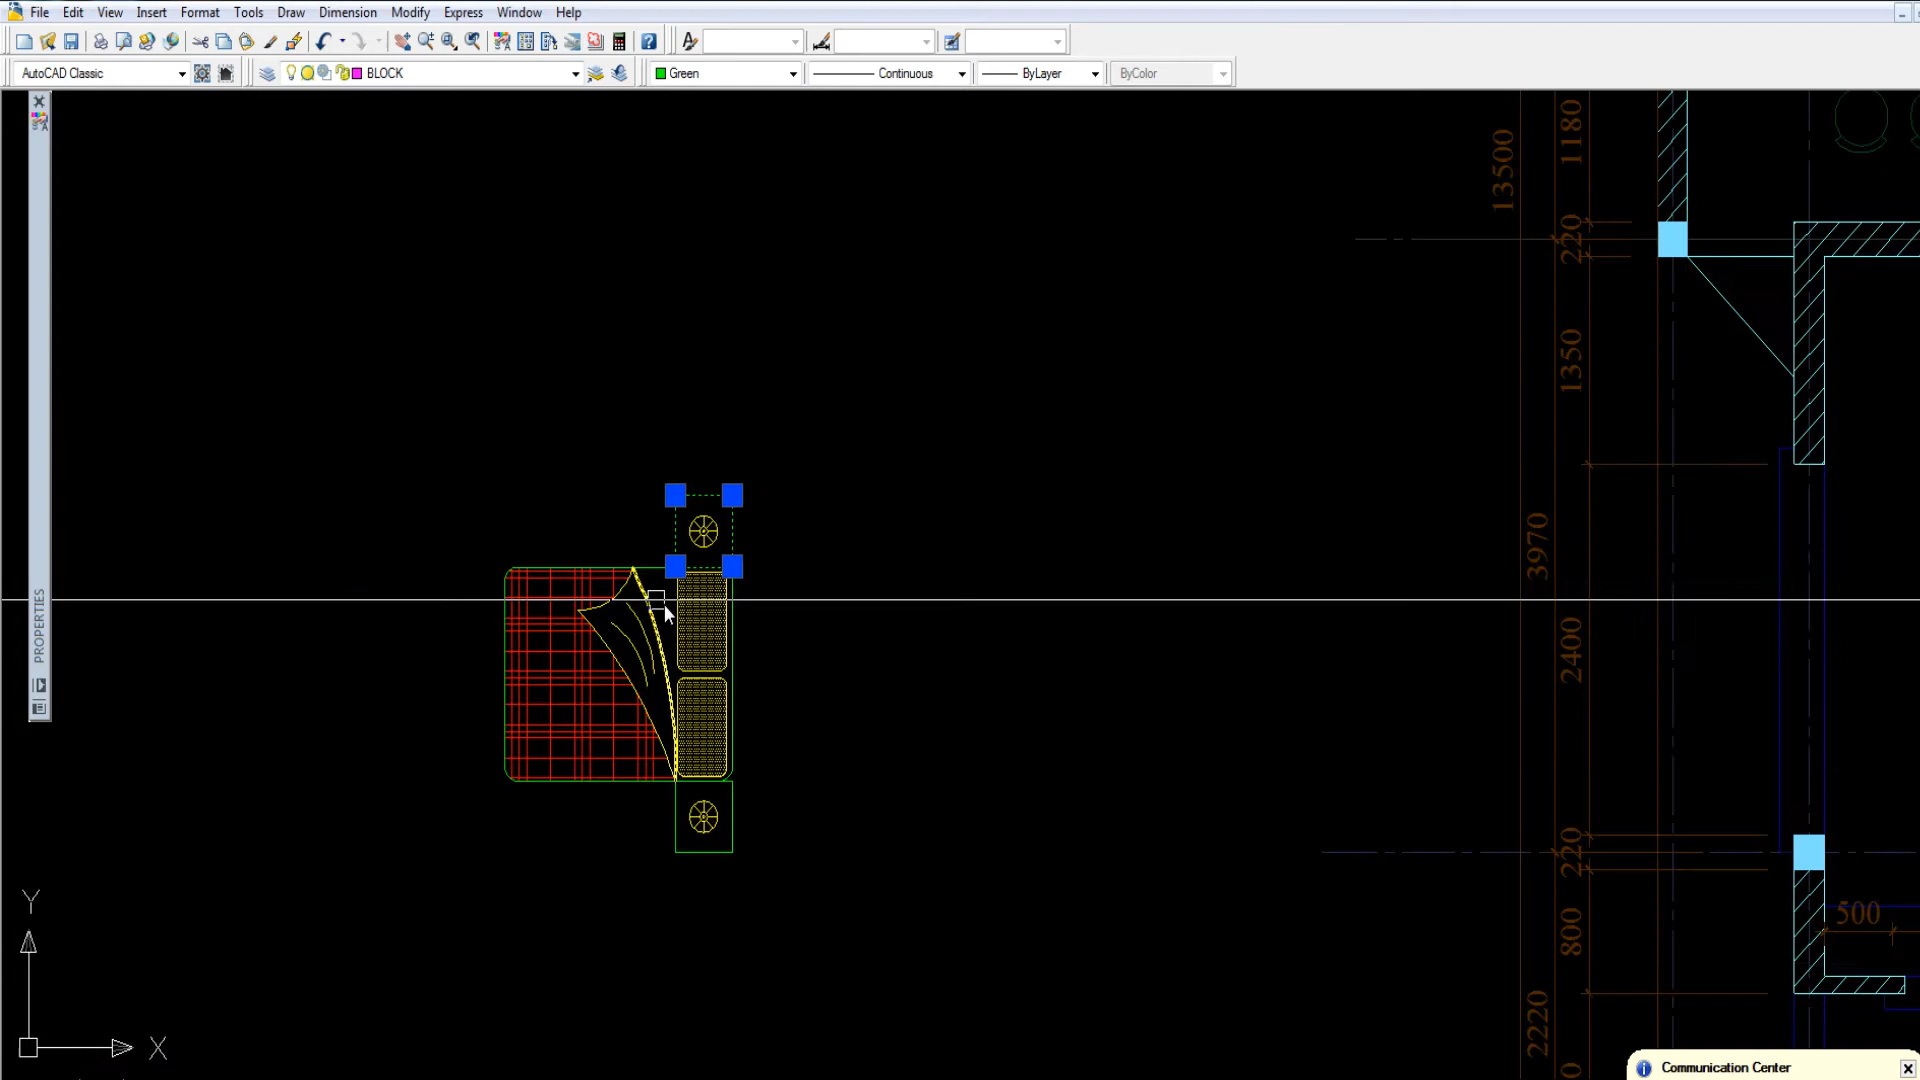 File Edit View Insert Format Tools Draw Dimension Modify Express Window Help
AutoCAD Classic BLOCK Green Continuous ByLayer ByColor
PROPERTIES
13500
1180
220
1350
3970
2400
220
800
500
2220
Y
X
Communication Center